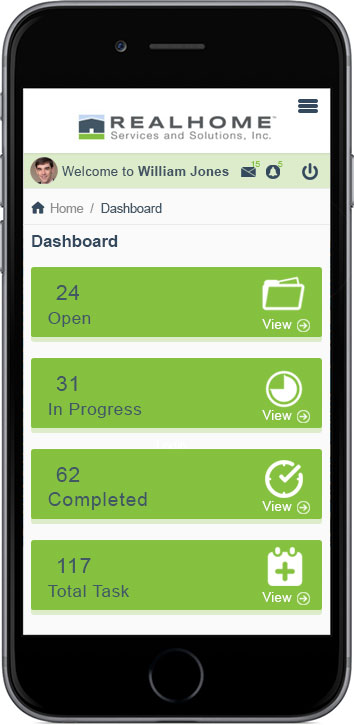 REALHOME™
Services and Solutions, Inc.
Welcome to William Jones 15 5
Home / Dashboard
Dashboard
24
Open
View
31
In Progress
View
62
Completed
View
117
Total Task
View